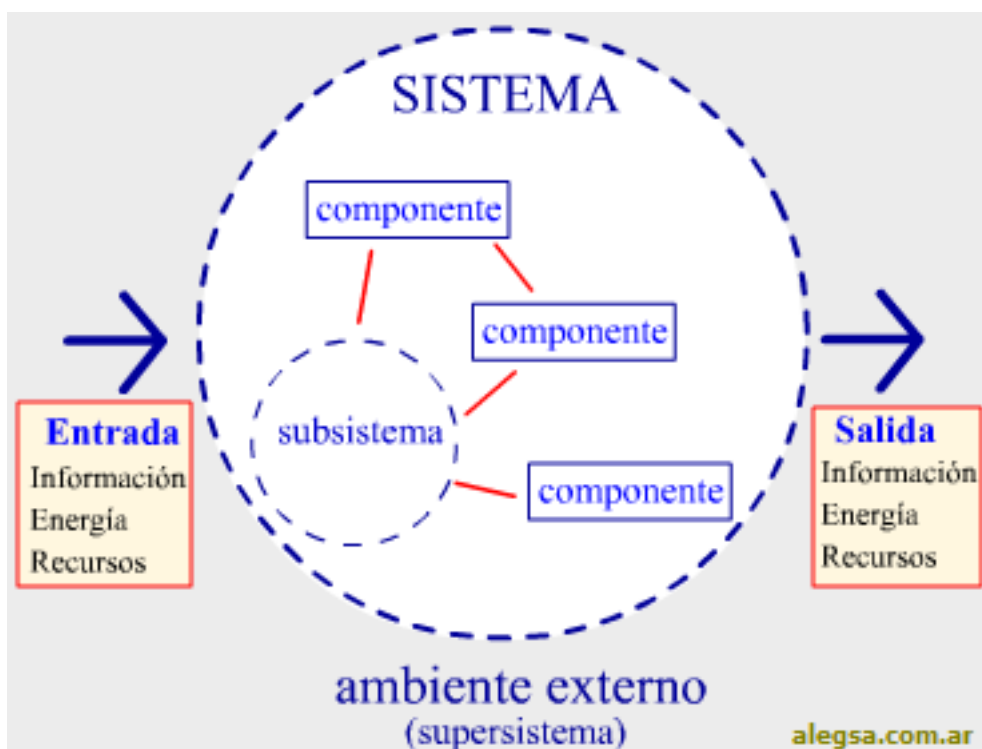 SISTEMA
componente
componente
subsistema
componente
Entrada
Información
Energía
Recursos
Salida
Información
Energía
Recursos
ambiente externo
(supersistema)
alegsa.com.ar